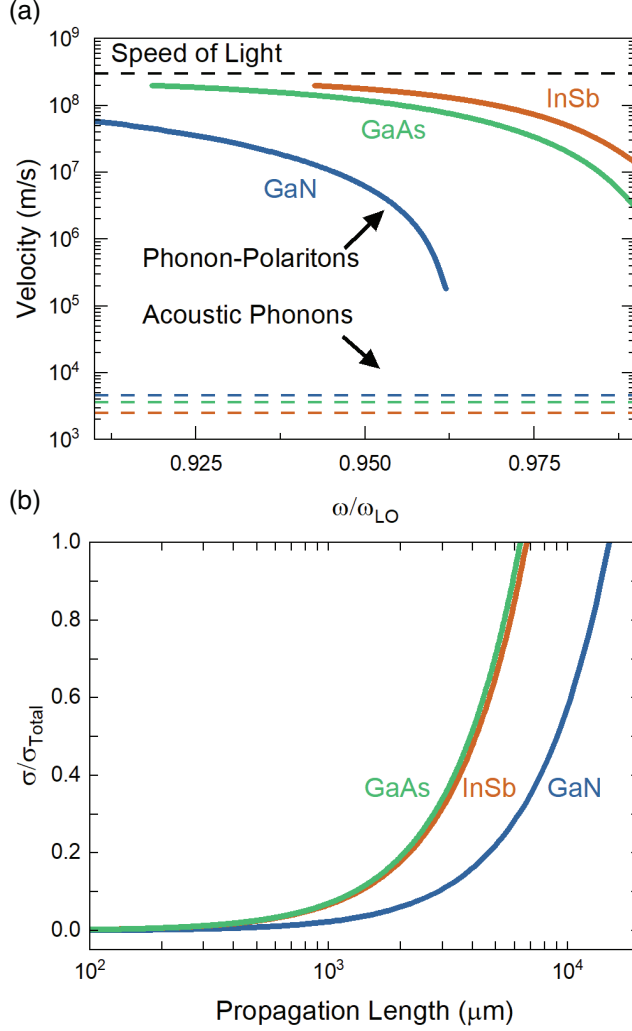 (a)
10⁹
Speed of Light
10⁸
InSb
GaAs
10⁷
GaN
Velocity (m/s)
10⁶
Phonon-Polaritons
10⁵
Acoustic Phonons
10⁴
10³
0.925
0.950
0.975
ω/ω_LO
(b)
1.0
0.8
0.6
σ/σ_Total
0.4
GaAs
InSb
GaN
0.2
0.0
10²
10³
10⁴
Propagation Length (μm)